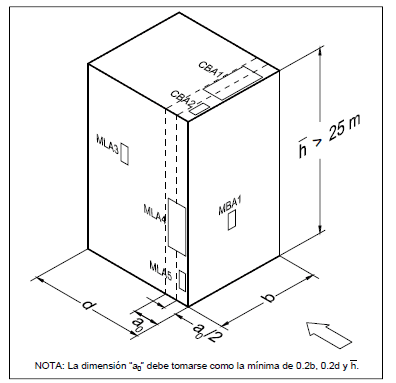 CBA1
CBA2
MLA3
MLA4
MBA1
MLA5
h̅ > 25 m
d
a₀
a₀/2
b
NOTA: La dimensión "a₀" debe tomarse como la mínima de 0.2b, 0.2d y h̅.